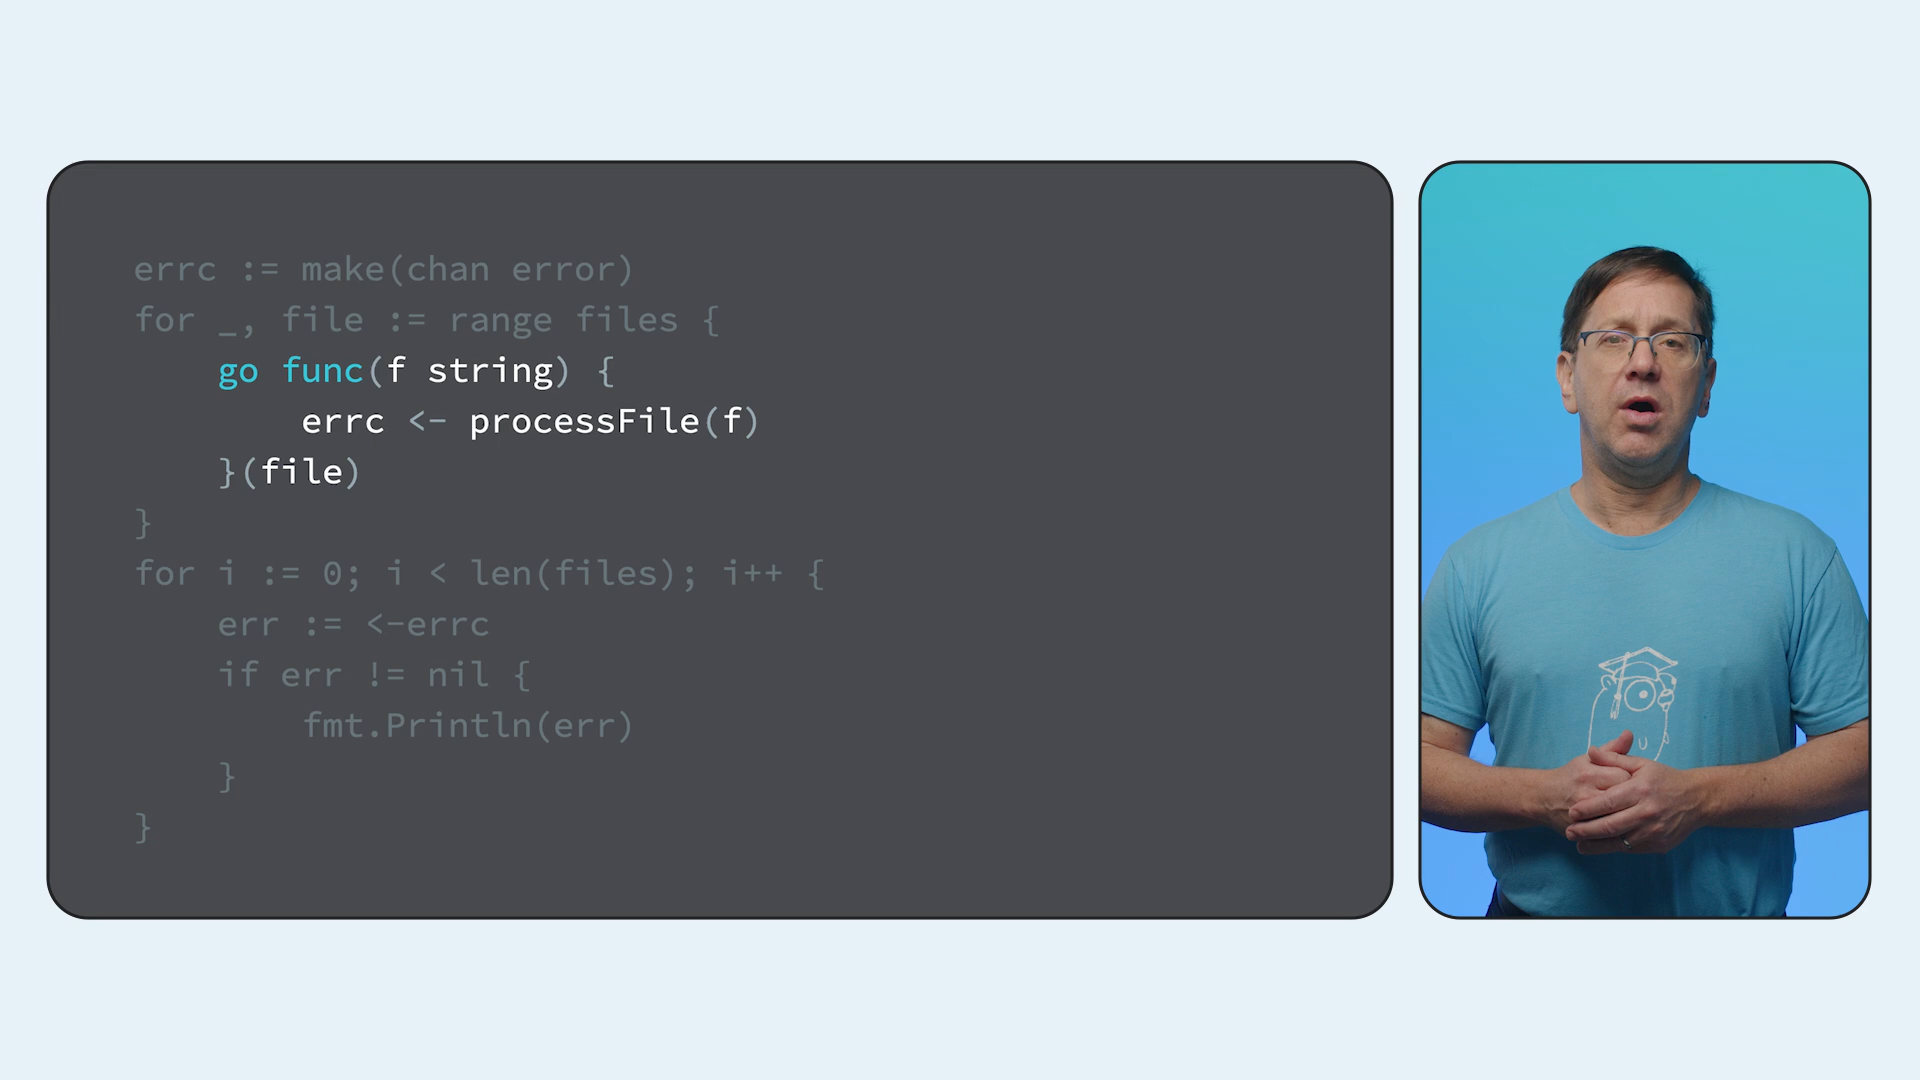 errc := make(chan error)
for _, file := range files {
    go func(f string) {
        errc <- processFile(f)
    }(file)
}
for i := 0; i < len(files); i++ {
    err := <-errc
    if err != nil {
        fmt.Println(err)
    }
}